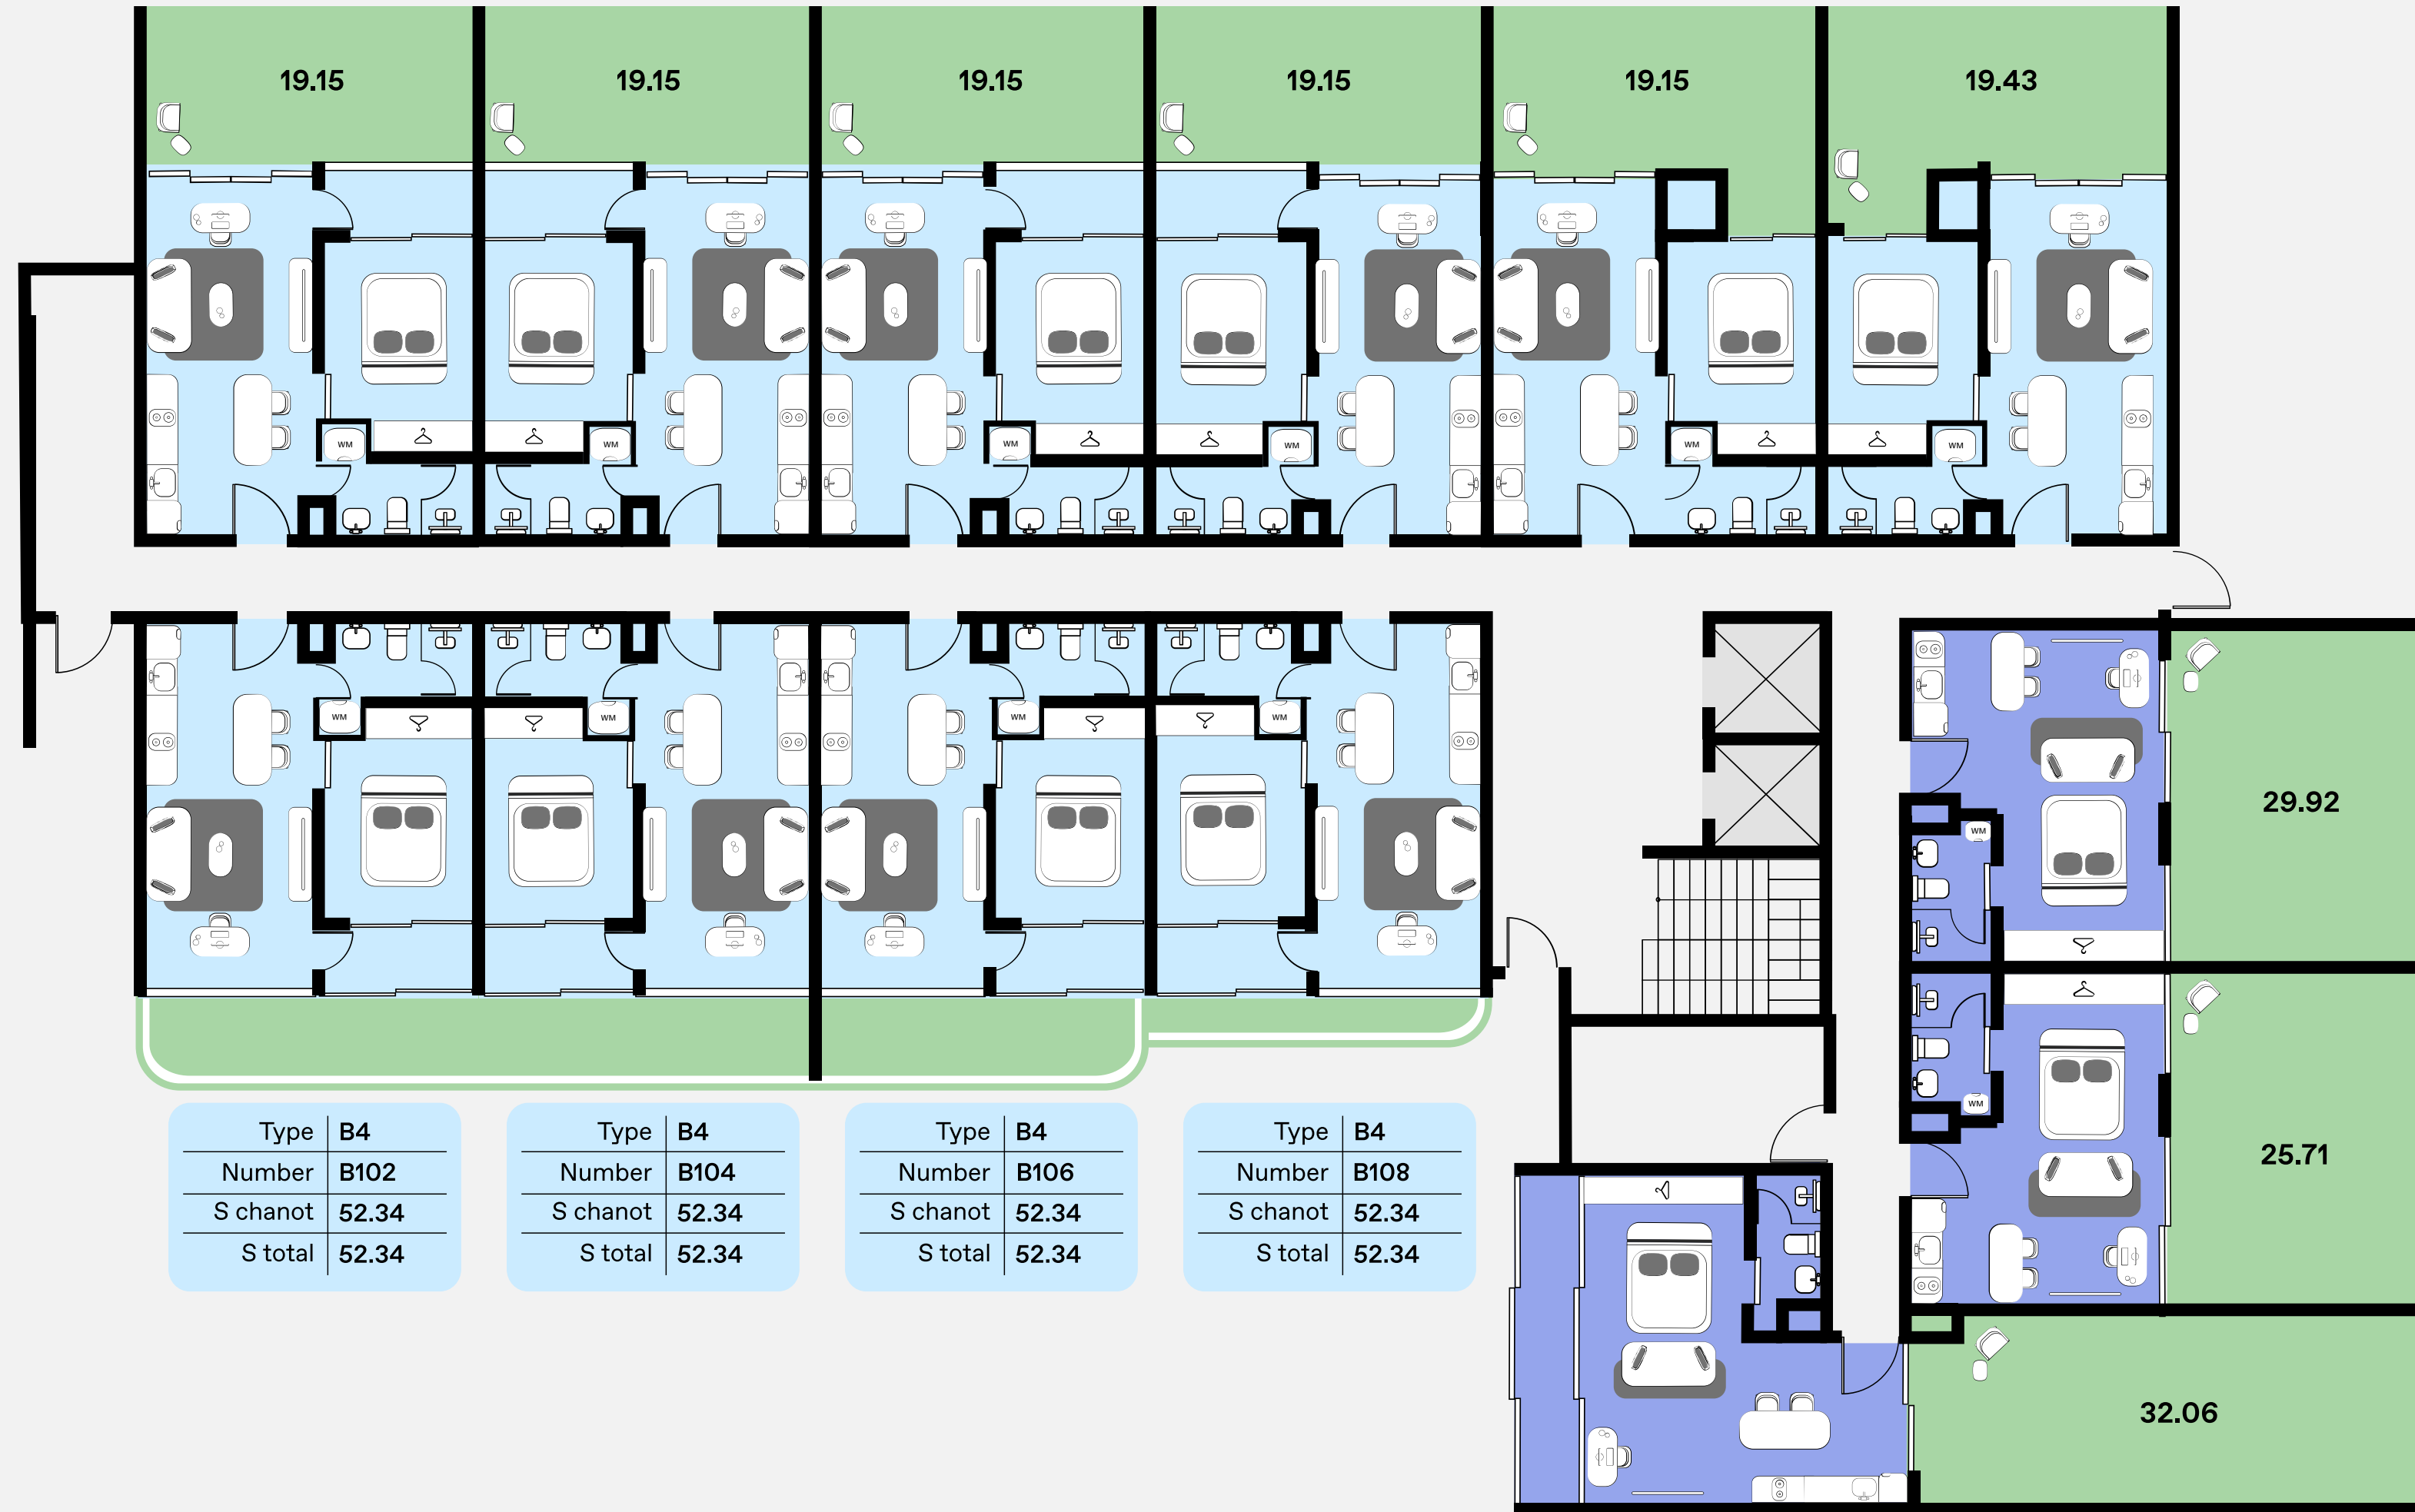 19.15
19.15
19.15
19.15
19.15
19.43
WM
WM
WM
WM
WM
WM
WM
WM
WM
WM
29.92
WM
25.71
WM
32.06
Type B4
Number B102
S chanot 52.34
S total 52.34
Type B4
Number B104
S chanot 52.34
S total 52.34
Type B4
Number B106
S chanot 52.34
S total 52.34
Type B4
Number B108
S chanot 52.34
S total 52.34